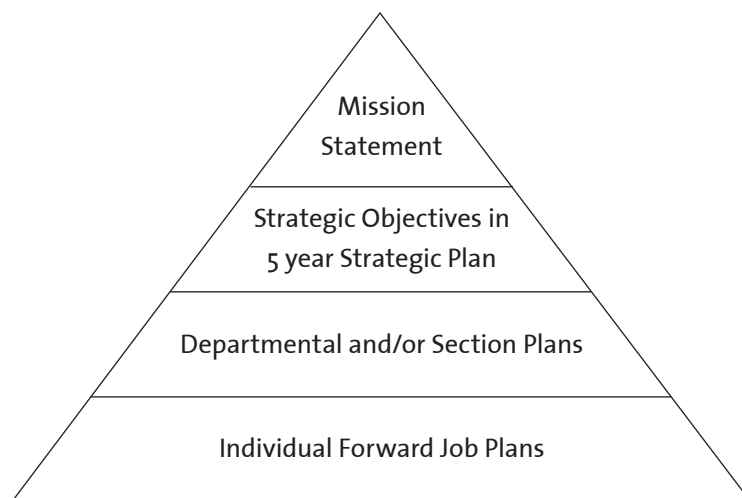 Mission
Statement
Strategic Objectives in
5 year Strategic Plan
Departmental and/or Section Plans
Individual Forward Job Plans